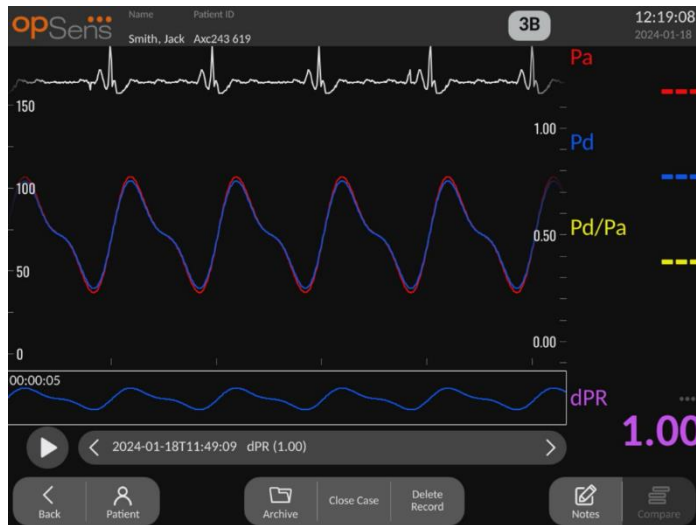 opSens
Name Patient ID
Smith, Jack Axc243 619
3B
12:19:08
2024-01-18
Pa
---
150
1.00
Pd
---
100
0.50
Pd/Pa
---
50
0.00
0
00:00:05
dPR
...
1.00
2024-01-18T11:49:09 dPR (1.00)
Back
Patient
Archive
Close Case
Delete
Record
Notes
Compare